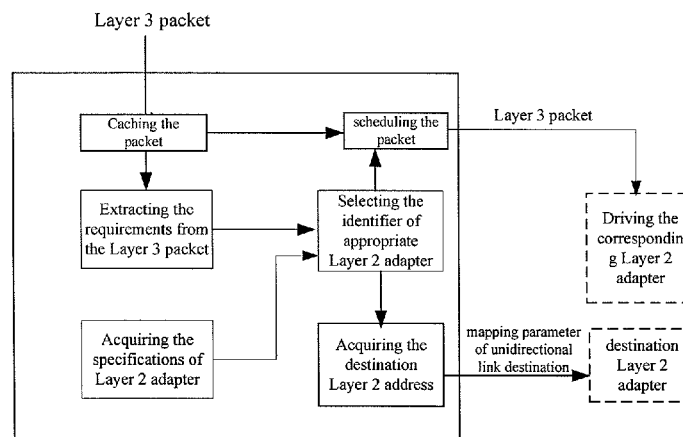 Layer 3 packet
Caching the
packet
scheduling the
packet
Layer 3 packet
Extracting the
requirements from
the Layer 3 packet
Selecting the
identifier of
appropriate
Layer 2 adapter
Driving the
correspondin
g Layer 2
adapter
Acquiring the
specifications of
Layer 2 adapter
Acquiring the
destination
Layer 2 address
mapping parameter
of unidirectional
link destination
destination
Layer 2
adapter